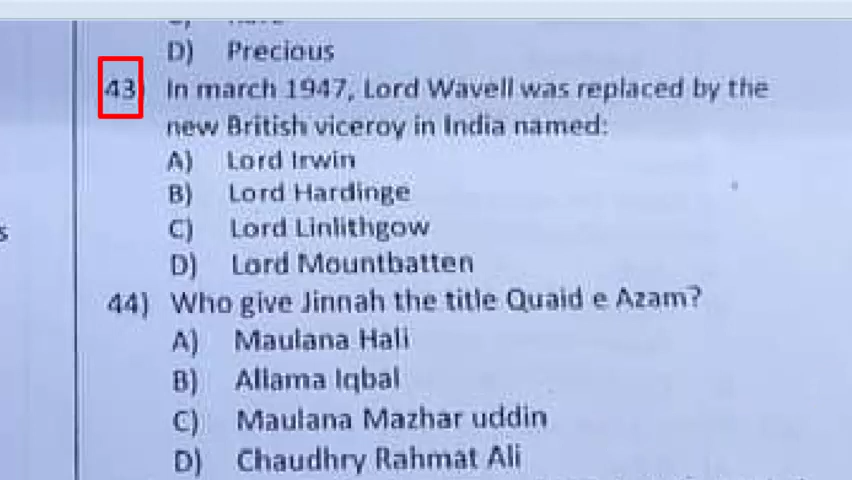 D) Precious
43) In march 1947, Lord Wavell was replaced by the
new British viceroy in India named:
A) Lord Irwin
B) Lord Hardinge
C) Lord Linlithgow
D) Lord Mountbatten
44) Who give Jinnah the title Quaid e Azam?
A) Maulana Hali
B) Allama Iqbal
C) Maulana Mazhar uddin
D) Chaudhry Rahmat Ali